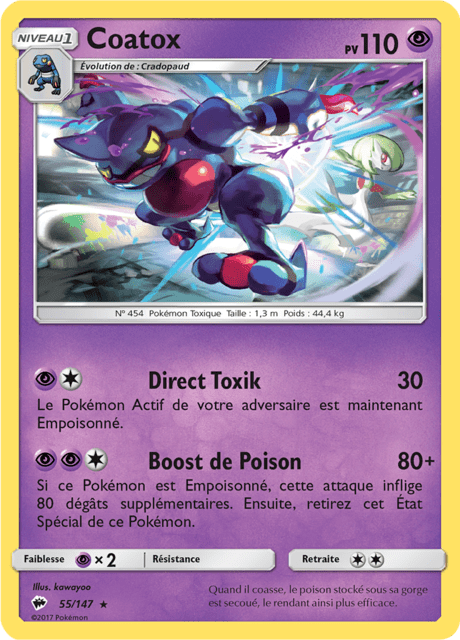 NIVEAU 1
Coatox
PV 110
Évolution de : Cradopaud
N° 454 Pokémon Toxique Taille : 1,3 m Poids : 44,4 kg
Direct Toxik 30
Le Pokémon Actif de votre adversaire est maintenant
Empoisonné.
Boost de Poison 80+
Si ce Pokémon est Empoisonné, cette attaque inflige
80 dégâts supplémentaires. Ensuite, retirez cet État
Spécial de ce Pokémon.
Faiblesse × 2 Résistance Retraite
Illus. kawayoo
55/147 ★
©2017 Pokémon
Quand il coasse, le poison stocké sous sa gorge
est secoué, le rendant ainsi plus efficace.